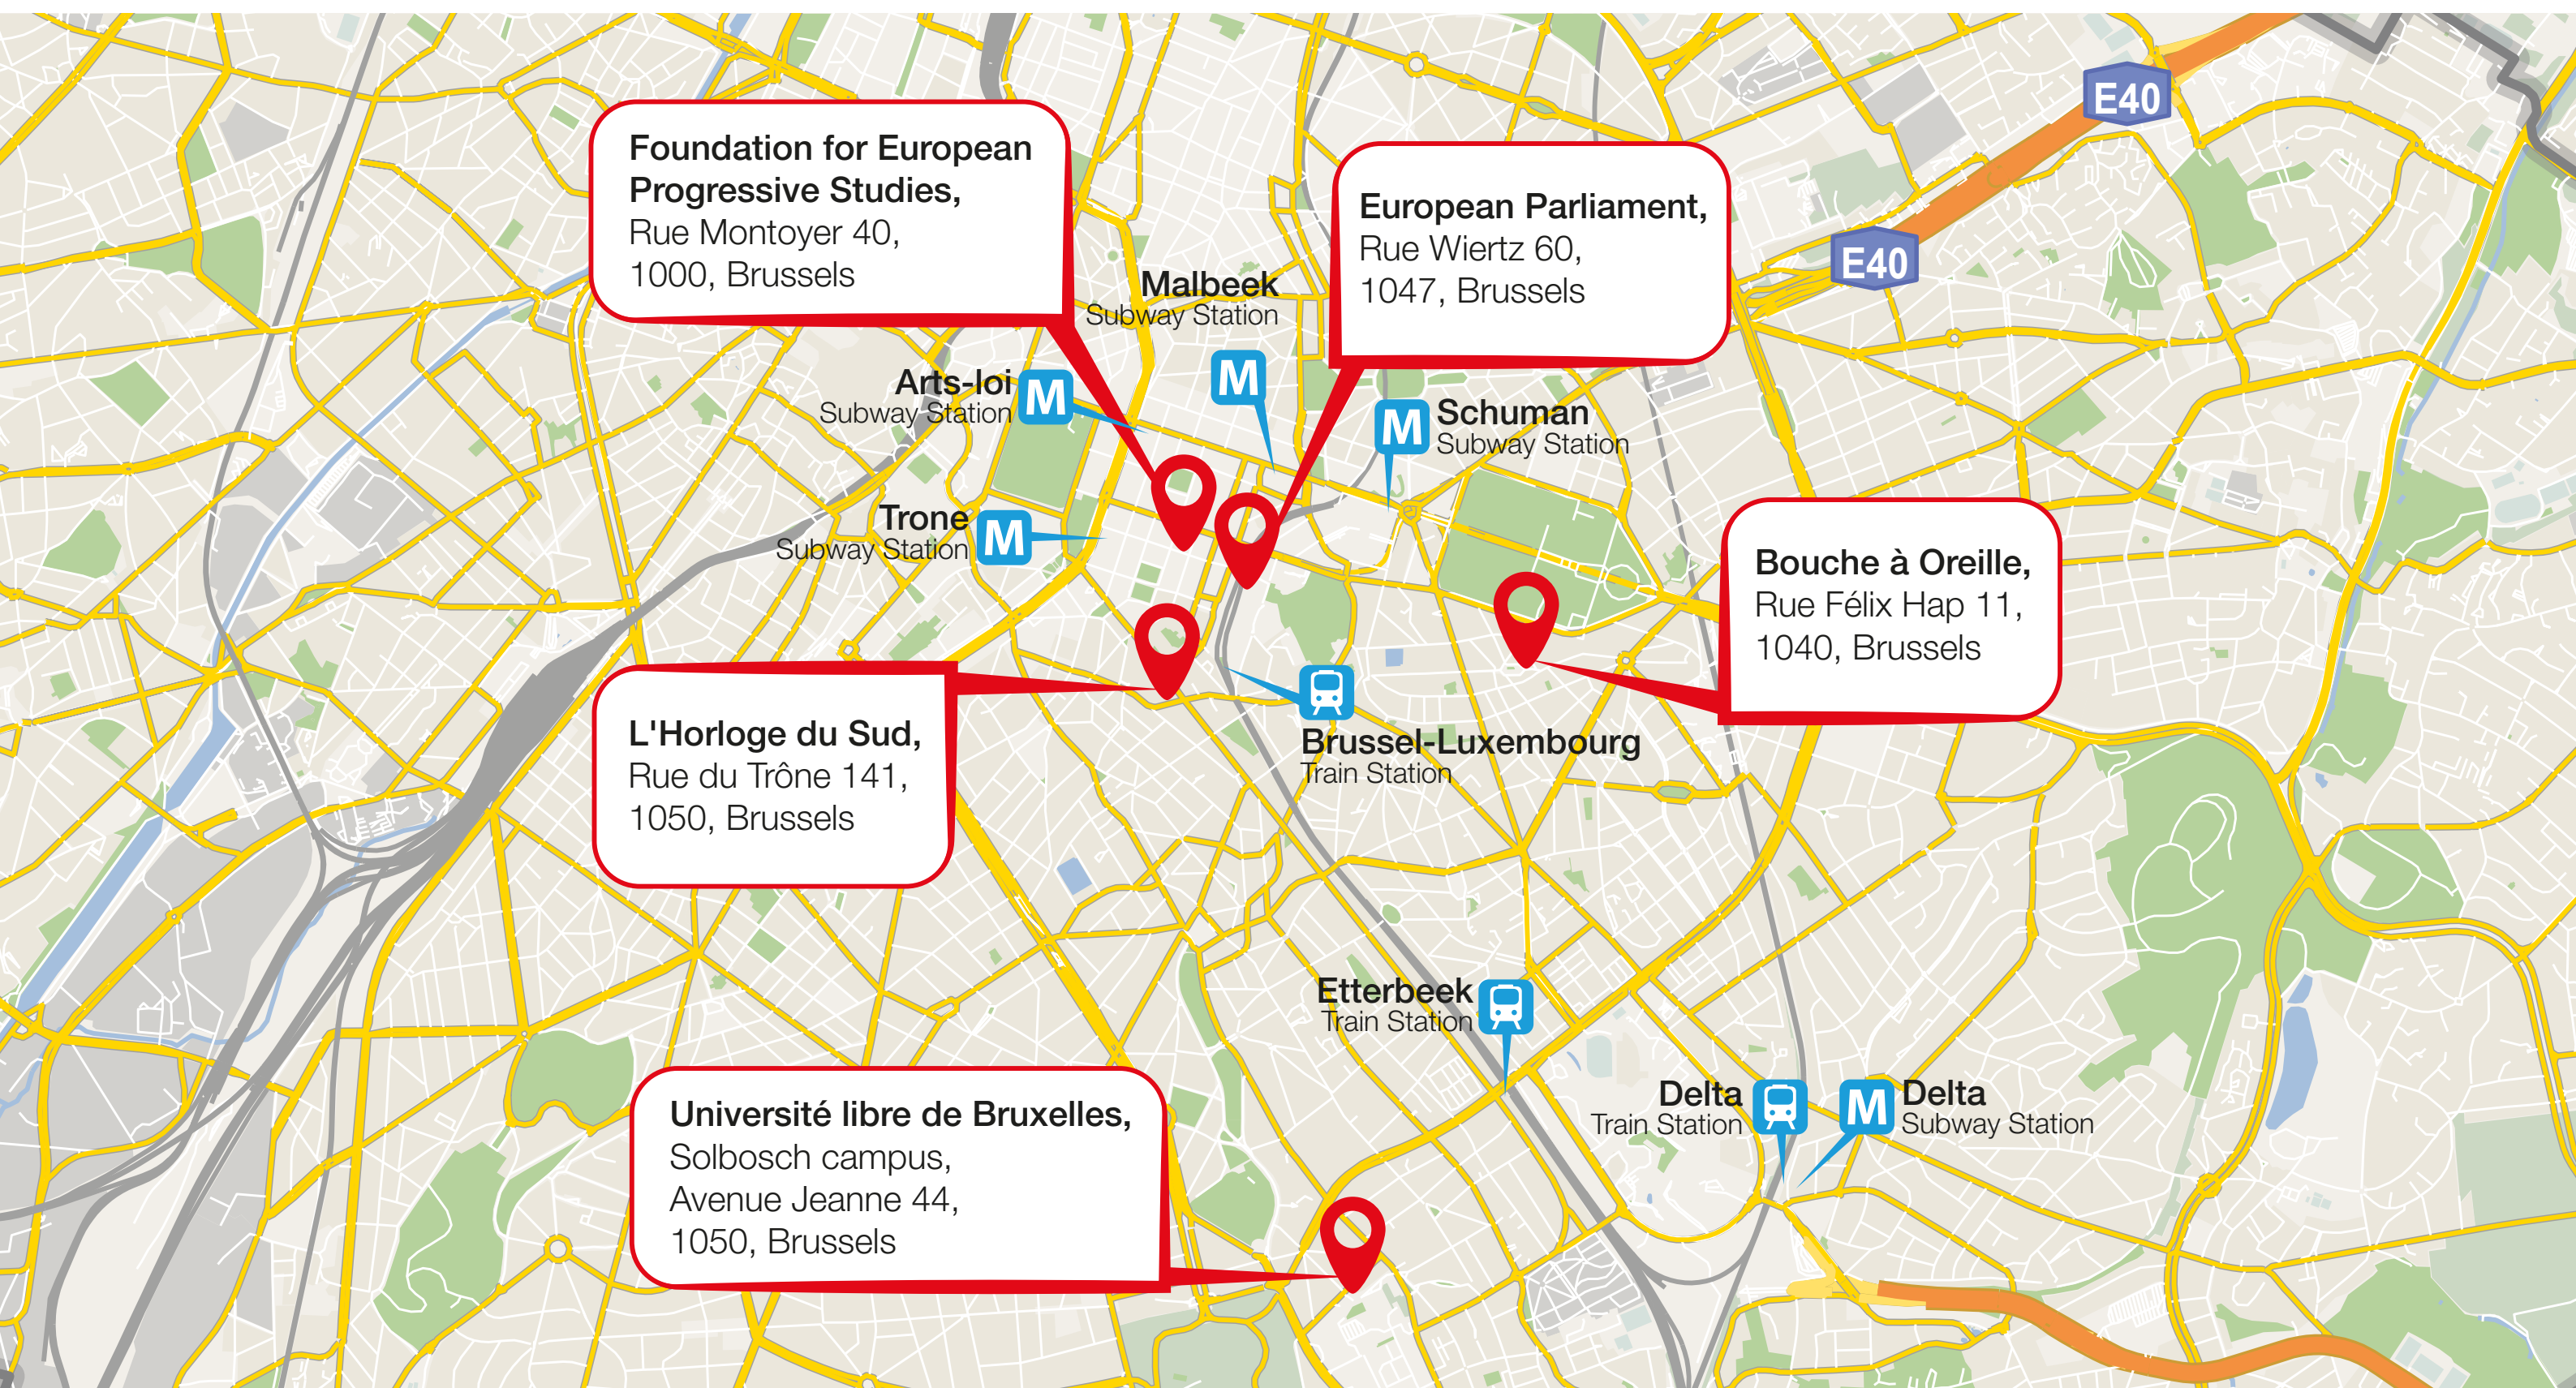 E40
Foundation for European
Progressive Studies,
Rue Montoyer 40,
1000, Brussels
European Parliament,
Rue Wiertz 60,
1047, Brussels
E40
Malbeek
Subway Station
M
Arts-loi
Subway Station
M
M
Schuman
Subway Station
Trone
Subway Station
M
Bouche à Oreille,
Rue Félix Hap 11,
1040, Brussels
L'Horloge du Sud,
Rue du Trône 141,
1050, Brussels
Brussel-Luxembourg
Train Station
Etterbeek
Train Station
Delta
Train Station
M
Delta
Subway Station
Université libre de Bruxelles,
Solbosch campus,
Avenue Jeanne 44,
1050, Brussels